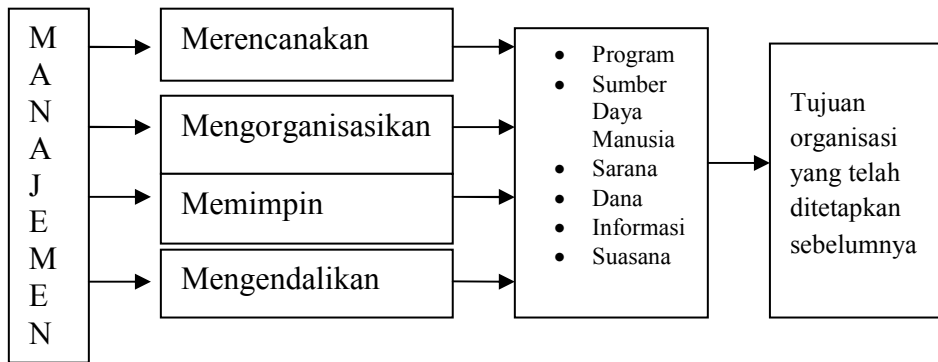 M
A
N
A
J
E
M
E
N
Merencanakan
Mengorganisasikan
Memimpin
Mengendalikan
• Program
• Sumber
Daya
Manusia
• Sarana
• Dana
• Informasi
• Suasana
Tujuan
organisasi
yang telah
ditetapkan
sebelumnya